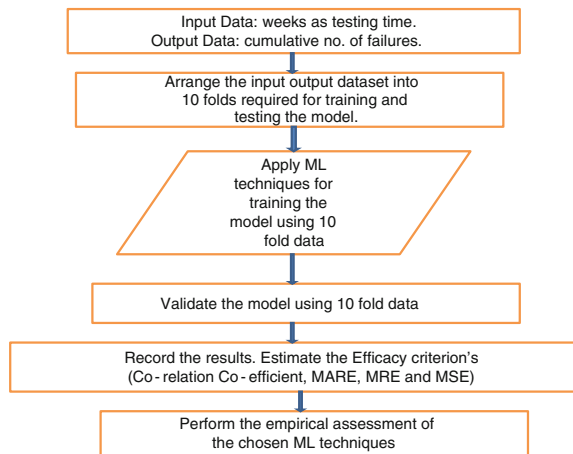 Input Data: weeks as testing time.
Output Data: cumulative no. of failures.
Arrange the input output dataset into
10 folds required for training and
testing the model.
Apply ML
techniques for
training the
model using 10
fold data
Validate the model using 10 fold data
Record the results. Estimate the Efficacy criterion's
(Co-relation Co-efficient, MARE, MRE and MSE)
Perform the empirical assessment of
the chosen ML techniques